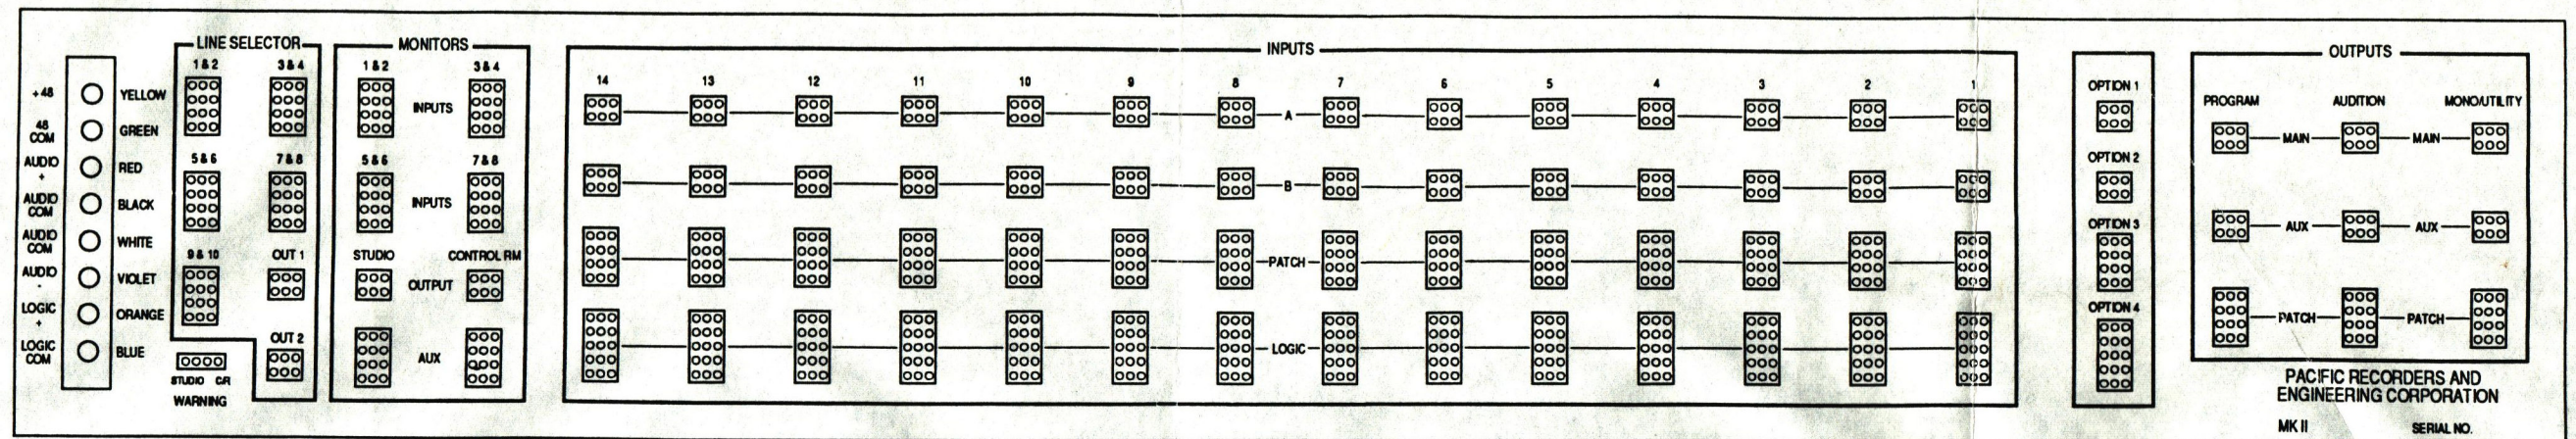 +48 YELLOW
48 COM GREEN
AUDIO + RED
AUDIO COM BLACK
AUDIO COM WHITE
AUDIO - VIOLET
LOGIC + ORANGE
LOGIC COM BLUE
LINE SELECTOR
1 & 2 3 & 4
5 & 6 7 & 8
9 & 10 OUT 1
OUT 2
STUDIO C/R
WARNING
MONITORS
1 & 2 3 & 4
INPUTS
5 & 6 7 & 8
INPUTS
STUDIO CONTROL RM
OUTPUT
AUX
INPUTS
14 13 12 11 10 9 8 7 6 5 4 3 2 1
A
B
PATCH
LOGIC
OPTION 1
OPTION 2
OPTION 3
OPTION 4
OUTPUTS
PROGRAM AUDITION MONO/UTILITY
MAIN MAIN
AUX AUX
PATCH PATCH
PACIFIC RECORDERS AND
ENGINEERING CORPORATION
MK II SERIAL NO.